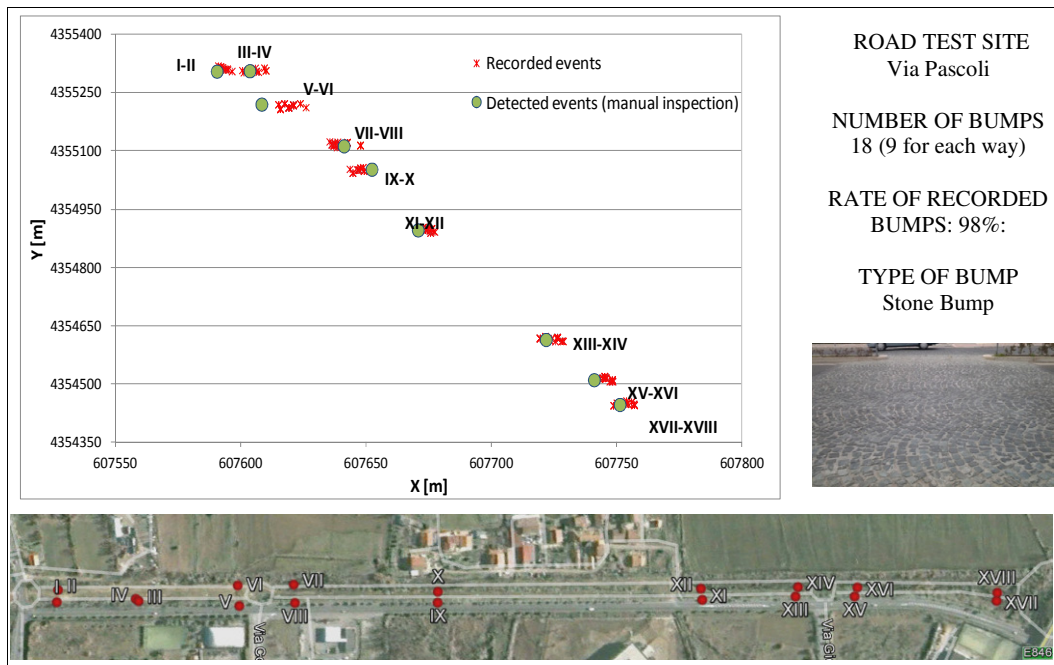 4355400
4355250
4355100
4354950
4354800
4354650
4354500
4354350
Y [m]
607550
607600
607650
607700
607750
607800
X [m]
I-II
III-IV
V-VI
VII-VIII
IX-X
XI-XII
XIII-XIV
XV-XVI
XVII-XVIII
Recorded events
Detected events (manual inspection)
ROAD TEST SITE
Via Pascoli
NUMBER OF BUMPS
18 (9 for each way)
RATE OF RECORDED
BUMPS: 98%:
TYPE OF BUMP
Stone Bump
I II
IV
III
VI
V
VII
VIII
X
IX
XII
XI
XIV
XIII
XVI
XV
XVIII
XVII
Via
Via
E846